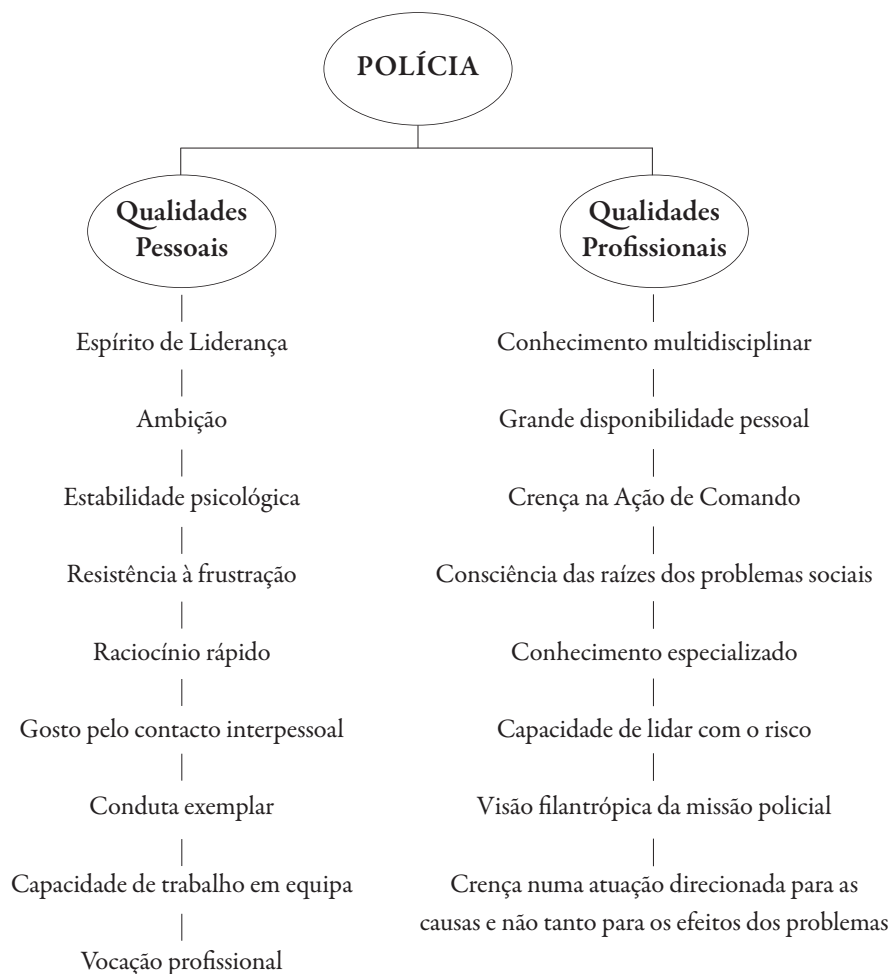 POLÍCIA
Qualidades
Pessoais
Espírito de Liderança
Ambição
Estabilidade psicológica
Resistência à frustração
Raciocínio rápido
Gosto pelo contacto interpessoal
Conduta exemplar
Capacidade de trabalho em equipa
Vocação profissional
Qualidades
Profissionais
Conhecimento multidisciplinar
Grande disponibilidade pessoal
Crença na Ação de Comando
Consciência das raízes dos problemas sociais
Conhecimento especializado
Capacidade de lidar com o risco
Visão filantrópica da missão policial
Crença numa atuação direcionada para as
causas e não tanto para os efeitos dos problemas